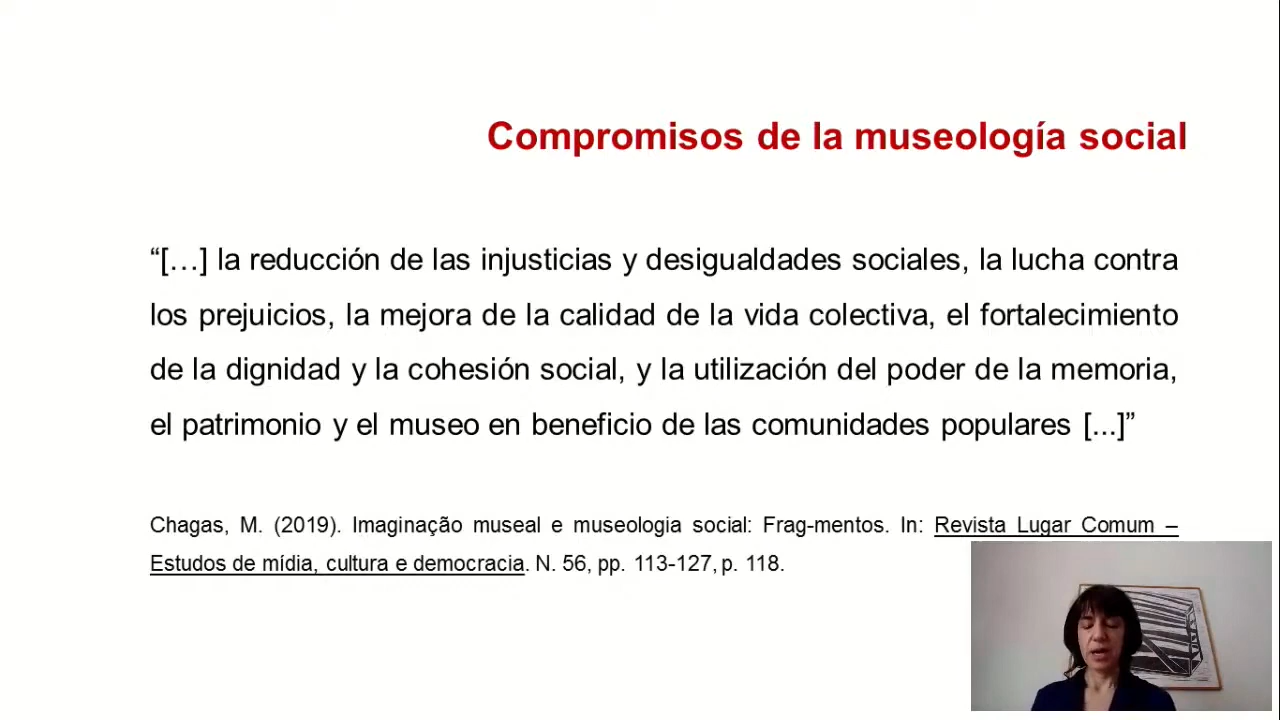 Compromisos de la museología social
“[…] la reducción de las injusticias y desigualdades sociales, la lucha contra
los prejuicios, la mejora de la calidad de la vida colectiva, el fortalecimiento
de la dignidad y la cohesión social, y la utilización del poder de la memoria,
el patrimonio y el museo en beneficio de las comunidades populares [...]”
Chagas, M. (2019). Imaginação museal e museologia social: Frag-mentos. In: Revista Lugar Comum –
Estudos de mídia, cultura e democracia. N. 56, pp. 113-127, p. 118.